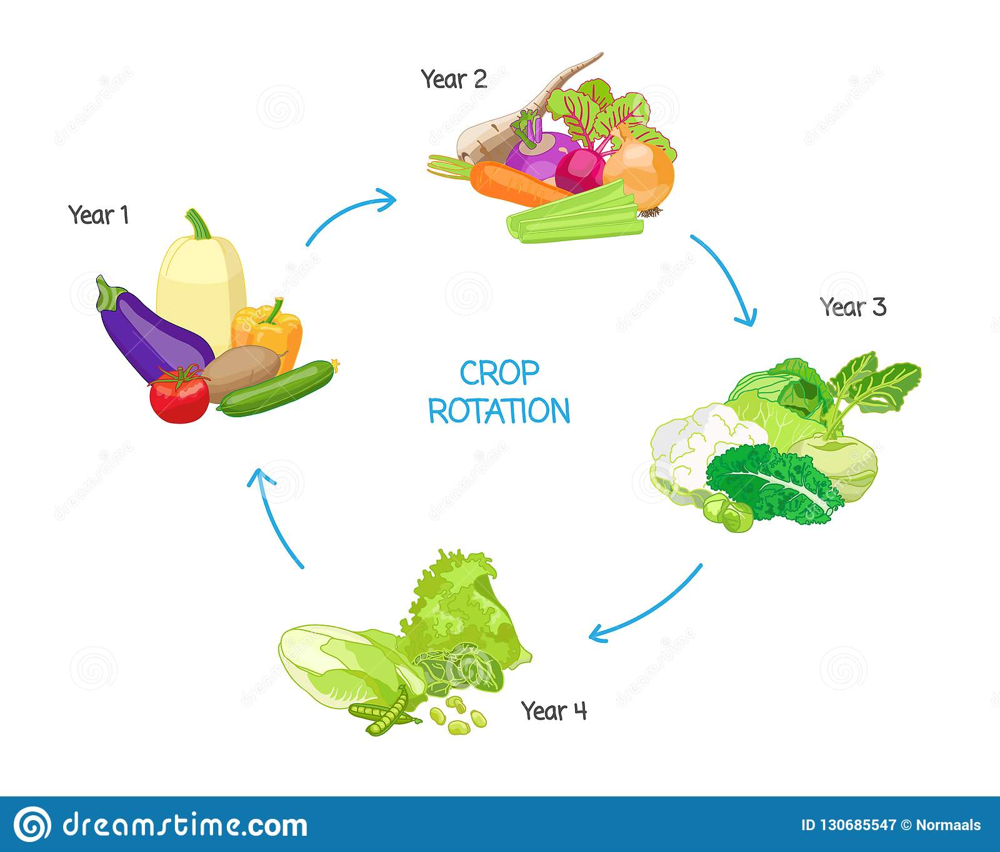 Year 2
Year 1
Year 3
CROP
ROTATION
Year 4
dreamstime.com
ID 130685547 © Normaals